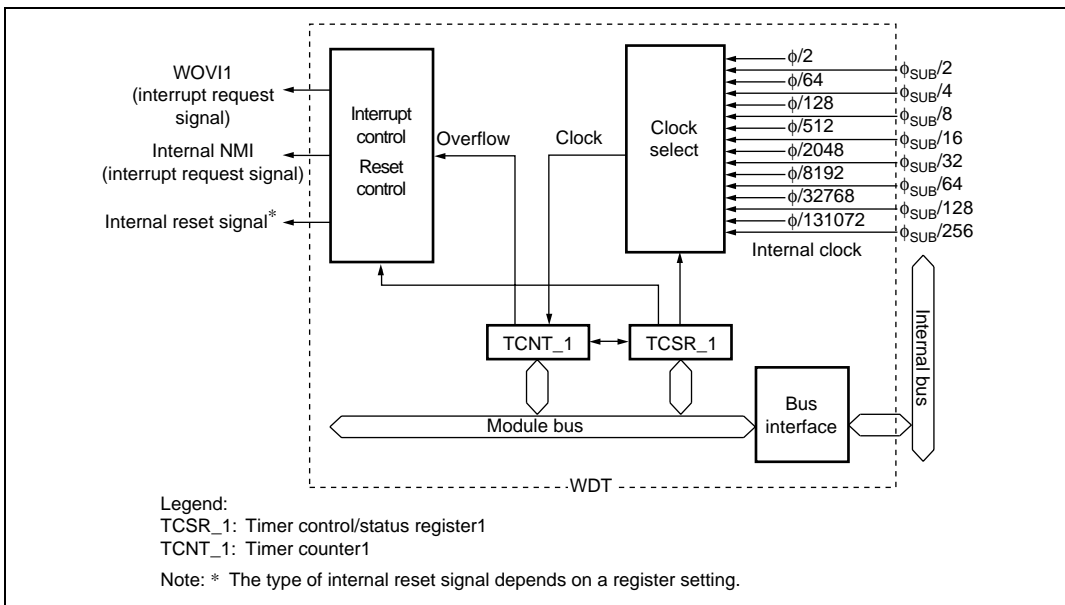 WOVI1
(interrupt request
signal)
Internal NMI
(interrupt request signal)
Internal reset signal*
Interrupt
control
Reset
control
Overflow
Clock
Clock
select
ϕ/2
ϕ/64
ϕ/128
ϕ/512
ϕ/2048
ϕ/8192
ϕ/32768
ϕ/131072
Internal clock
ϕSUB/2
ϕSUB/4
ϕSUB/8
ϕSUB/16
ϕSUB/32
ϕSUB/64
ϕSUB/128
ϕSUB/256
TCNT_1
TCSR_1
Module bus
Bus
interface
Internal bus
WDT
Legend:
TCSR_1: Timer control/status register1
TCNT_1: Timer counter1
Note: * The type of internal reset signal depends on a register setting.